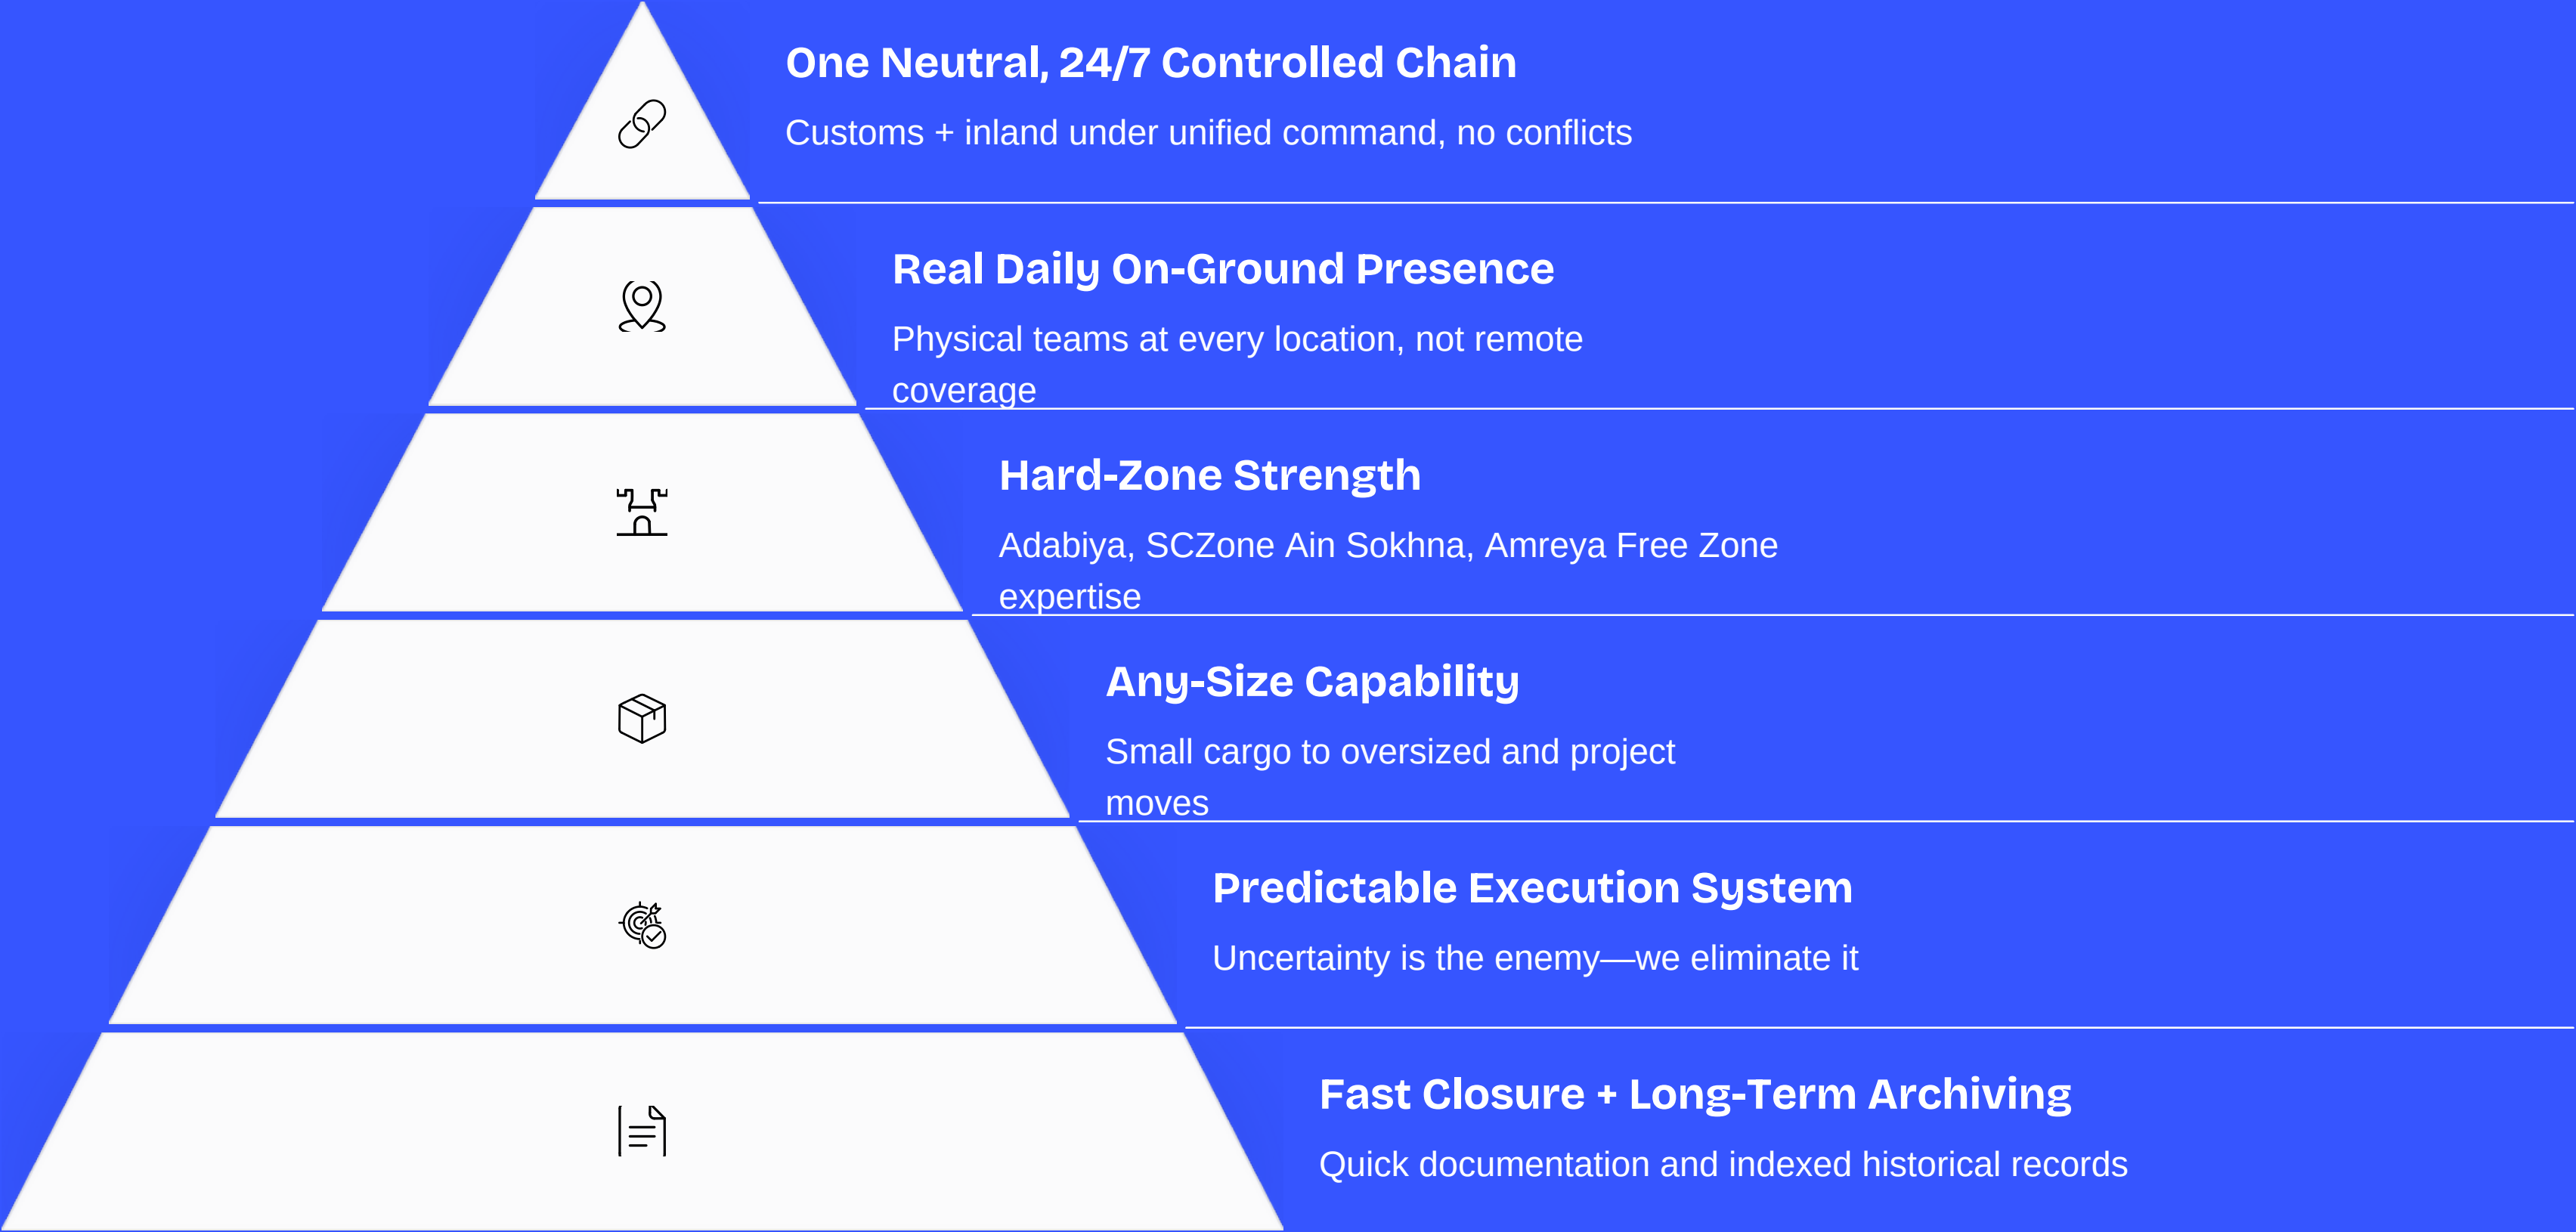 One Neutral, 24/7 Controlled Chain
Customs + inland under unified command, no conflicts
Real Daily On-Ground Presence
Physical teams at every location, not remote
coverage
Hard-Zone Strength
Adabiya, SCZone Ain Sokhna, Amreya Free Zone
expertise
Any-Size Capability
Small cargo to oversized and project
moves
Predictable Execution System
Uncertainty is the enemy—we eliminate it
Fast Closure + Long-Term Archiving
Quick documentation and indexed historical records